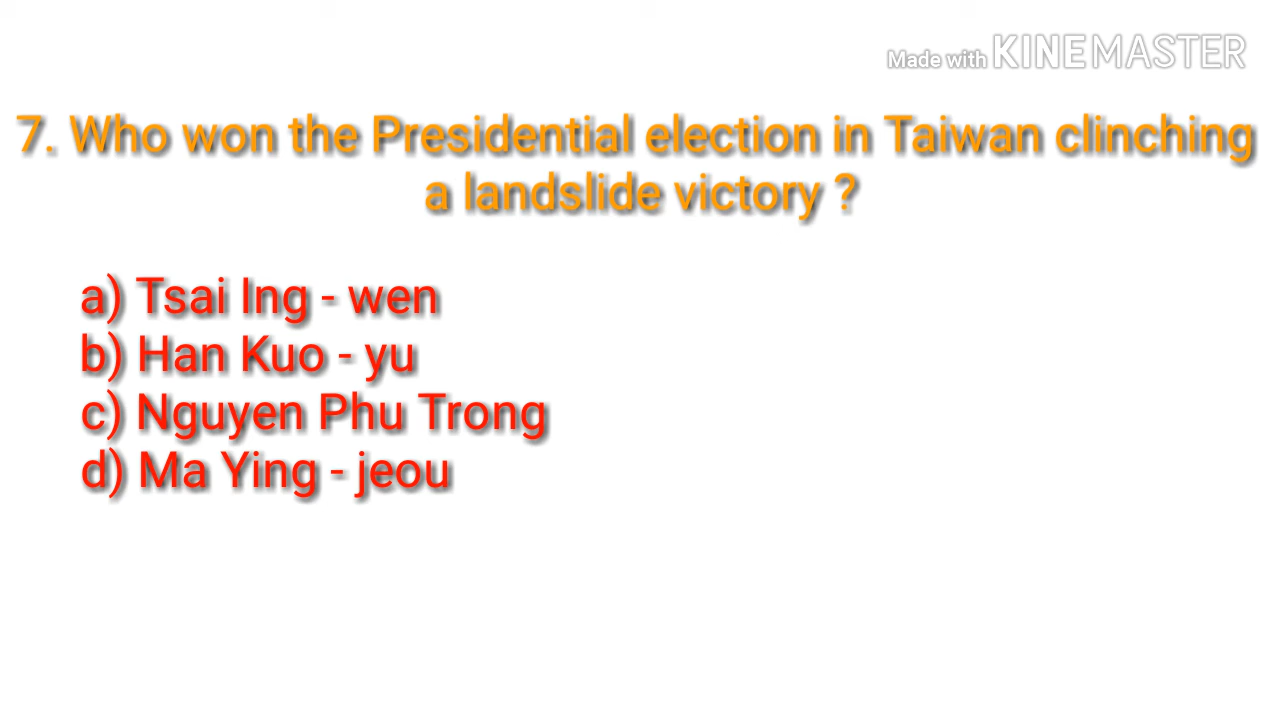 Made with KINEMASTER
7. Who won the Presidential election in Taiwan clinching
a landslide victory ?
a) Tsai Ing - wen
b) Han Kuo - yu
c) Nguyen Phu Trong
d) Ma Ying - jeou